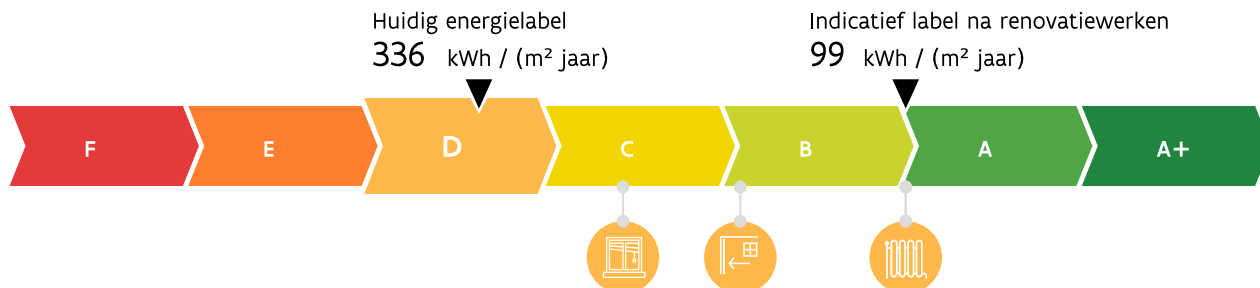 Huidig energielabel
336 kWh / (m² jaar)
Indicatief label na renovatiewerken
99 kWh / (m² jaar)
F E D C B A A+